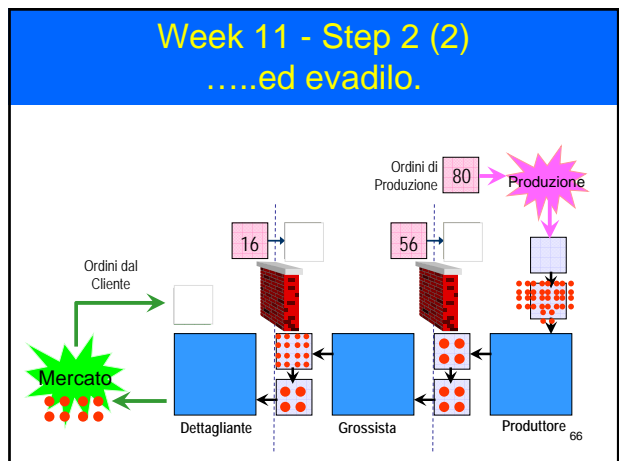 Week 11 - Step 2 (2)
…..ed evadilo.
Ordini di
Produzione
80
Produzione
16
56
Ordini dal
Cliente
Mercato
Dettagliante
Grossista
Produttore
66